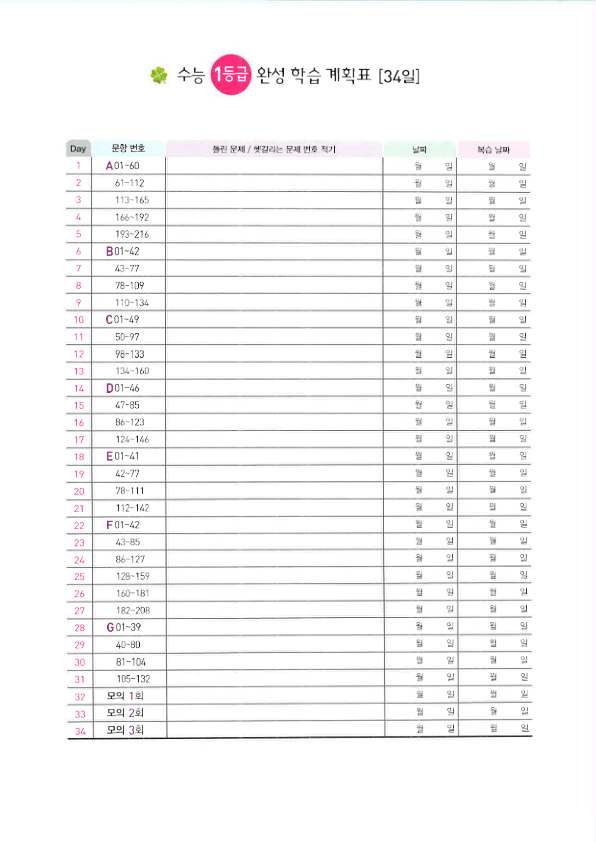 수능 1등급 완성 학습 계획표 [34일]
Day 문항 번호 틀린 문제 / 헷갈리는 문제 번호 적기 날짜 복습 날짜
1 A01~60 월 일 월 일
2 61~112 월 일 월 일
3 113~165 월 일 월 일
4 166~192 월 일 월 일
5 193~216 월 일 월 일
6 B01~42 월 일 월 일
7 43~77 월 일 월 일
8 78~109 월 일 월 일
9 110~134 월 일 월 일
10 C01~49 월 일 월 일
11 50~97 월 일 월 일
12 98~133 월 일 월 일
13 134~160 월 일 월 일
14 D01~46 월 일 월 일
15 47~85 월 일 월 일
16 86~123 월 일 월 일
17 124~146 월 일 월 일
18 E01~41 월 일 월 일
19 42~77 월 일 월 일
20 78~111 월 일 월 일
21 112~142 월 일 월 일
22 F01~42 월 일 월 일
23 43~85 월 일 월 일
24 86~127 월 일 월 일
25 128~159 월 일 월 일
26 160~181 월 일 월 일
27 182~208 월 일 월 일
28 G01~39 월 일 월 일
29 40~80 월 일 월 일
30 81~104 월 일 월 일
31 105~132 월 일 월 일
32 모의 1회 월 일 월 일
33 모의 2회 월 일 월 일
34 모의 3회 월 일 월 일